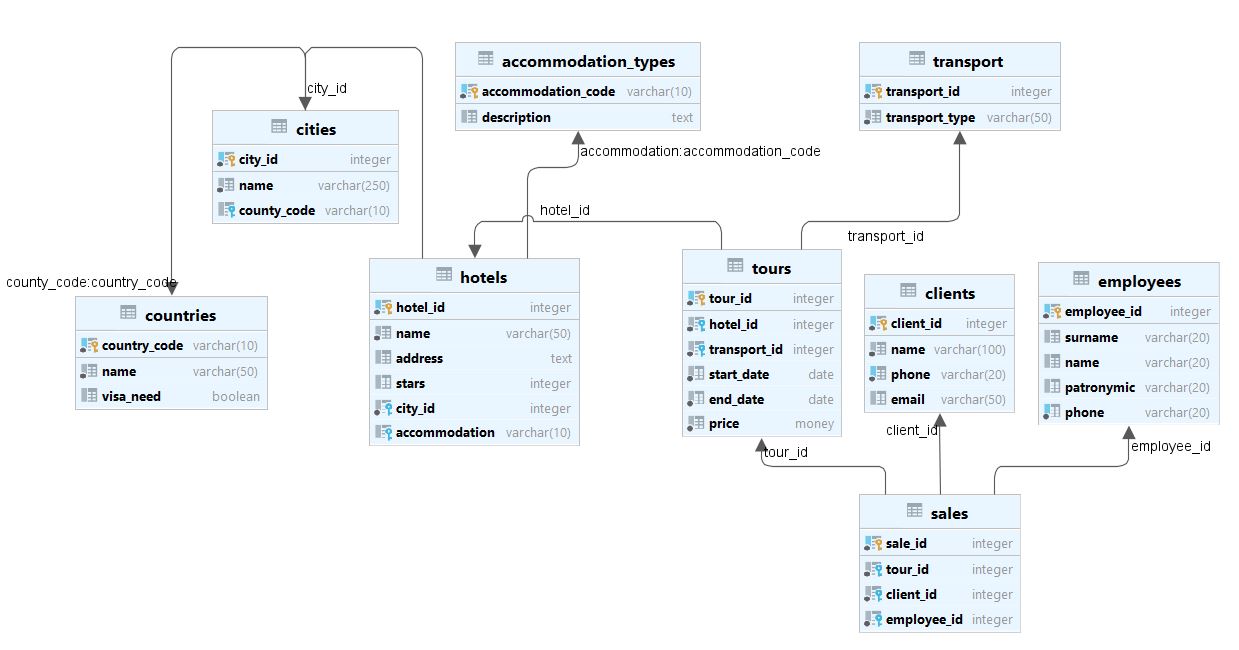 city_id
accommodation_types
accommodation_code varchar(10)
description text
transport
transport_id integer
transport_type varchar(50)
cities
city_id integer
name varchar(250)
county_code varchar(10)
accommodation:accommodation_code
hotel_id
transport_id
county_code:country_code
countries
country_code varchar(10)
name varchar(50)
visa_need boolean
hotels
hotel_id integer
name varchar(50)
address text
stars integer
city_id integer
accommodation varchar(10)
tours
tour_id integer
hotel_id integer
transport_id integer
start_date date
end_date date
price money
clients
client_id integer
name varchar(100)
phone varchar(20)
email varchar(50)
employees
employee_id integer
surname varchar(20)
name varchar(20)
patronymic varchar(20)
phone varchar(20)
tour_id
client_id
employee_id
sales
sale_id integer
tour_id integer
client_id integer
employee_id integer